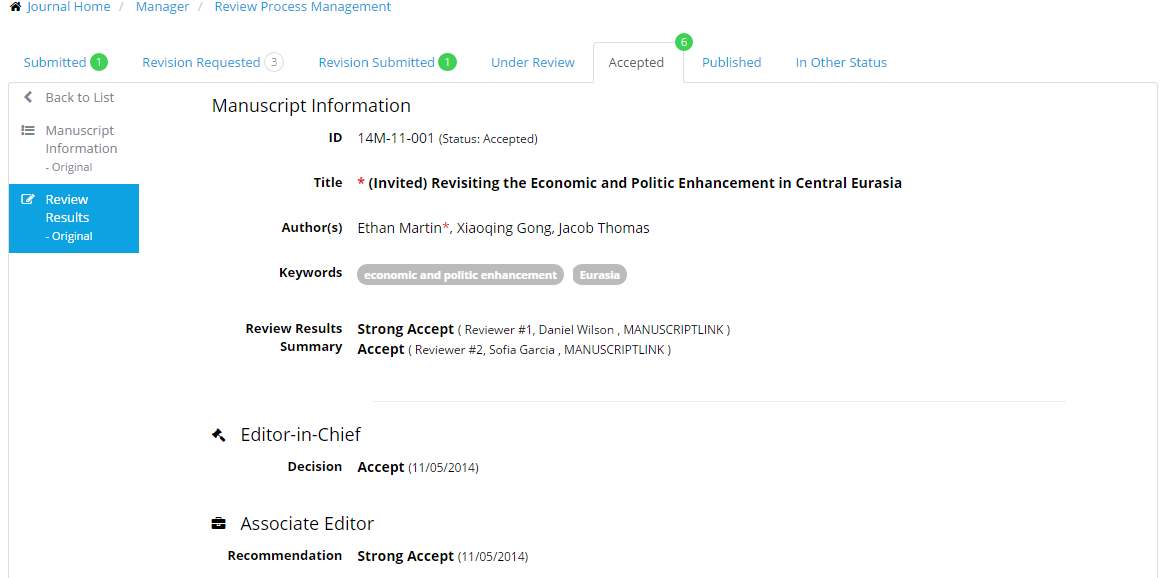 Journal Home / Manager / Review Process Management
6
Submitted 1 Revision Requested 3 Revision Submitted 1 Under Review Accepted Published In Other Status
Back to List
Manuscript
Information
- Original
Review
Results
- Original
Manuscript Information
ID 14M-11-001 (Status: Accepted)
Title * (Invited) Revisiting the Economic and Politic Enhancement in Central Eurasia
Author(s) Ethan Martin*, Xiaoqing Gong, Jacob Thomas
Keywords economic and politic enhancement Eurasia
Review Results Strong Accept ( Reviewer #1, Daniel Wilson , MANUSCRIPTLINK )
Summary Accept ( Reviewer #2, Sofia Garcia , MANUSCRIPTLINK )
Editor-in-Chief
Decision Accept (11/05/2014)
Associate Editor
Recommendation Strong Accept (11/05/2014)